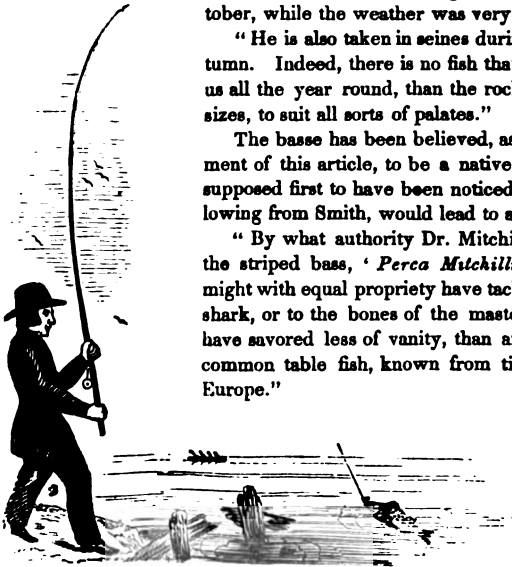 tober, while the weather was very
" He is also taken in seines duri
tumn. Indeed, there is no fish tha
us all the year round, than the roc
sizes, to suit all sorts of palates."
The basse has been believed, as
ment of this article, to be a native
supposed first to have been noticed
lowing from Smith, would lead to a
" By what authority Dr. Mitchi
the striped bass, ‘ Perca Mitchilli
might with equal propriety have tac
shark, or to the bones of the mast
have savored less of vanity, than a
common table fish, known from ti
Europe."